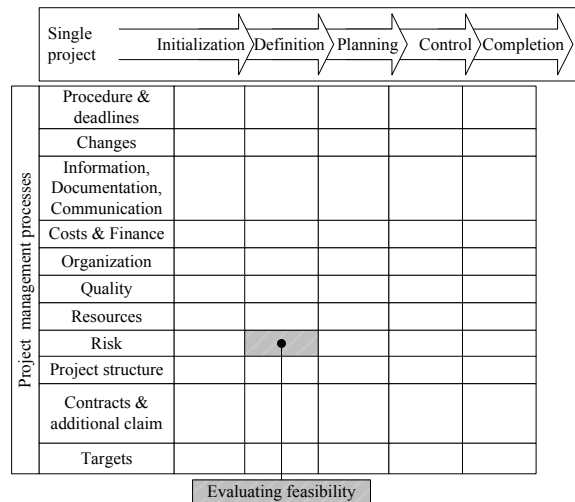 Single
project
Initialization
Definition
Planning
Control
Completion
Project management processes
Procedure &
deadlines
Changes
Information,
Documentation,
Communication
Costs & Finance
Organization
Quality
Resources
Risk
Project structure
Contracts &
additional claim
Targets
Evaluating feasibility